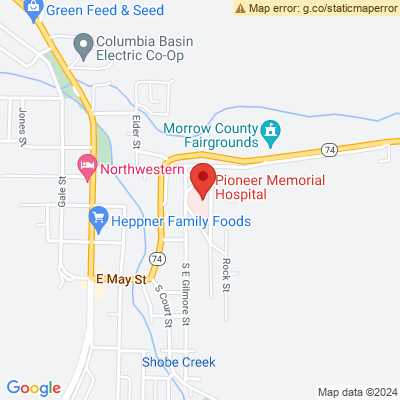 Green Feed & Seed
Map error: g.co/staticmaperror
Columbia Basin
Electric Co-Op
Jones St
Elder St
Morrow County
Fairgrounds
74
Northwestern
Gale St
Pioneer Memorial
Hospital
Heppner Family Foods
74
E May St
S Court St
S E Gilmore St
Rock St
Shobe Creek
Google
Map data ©2024